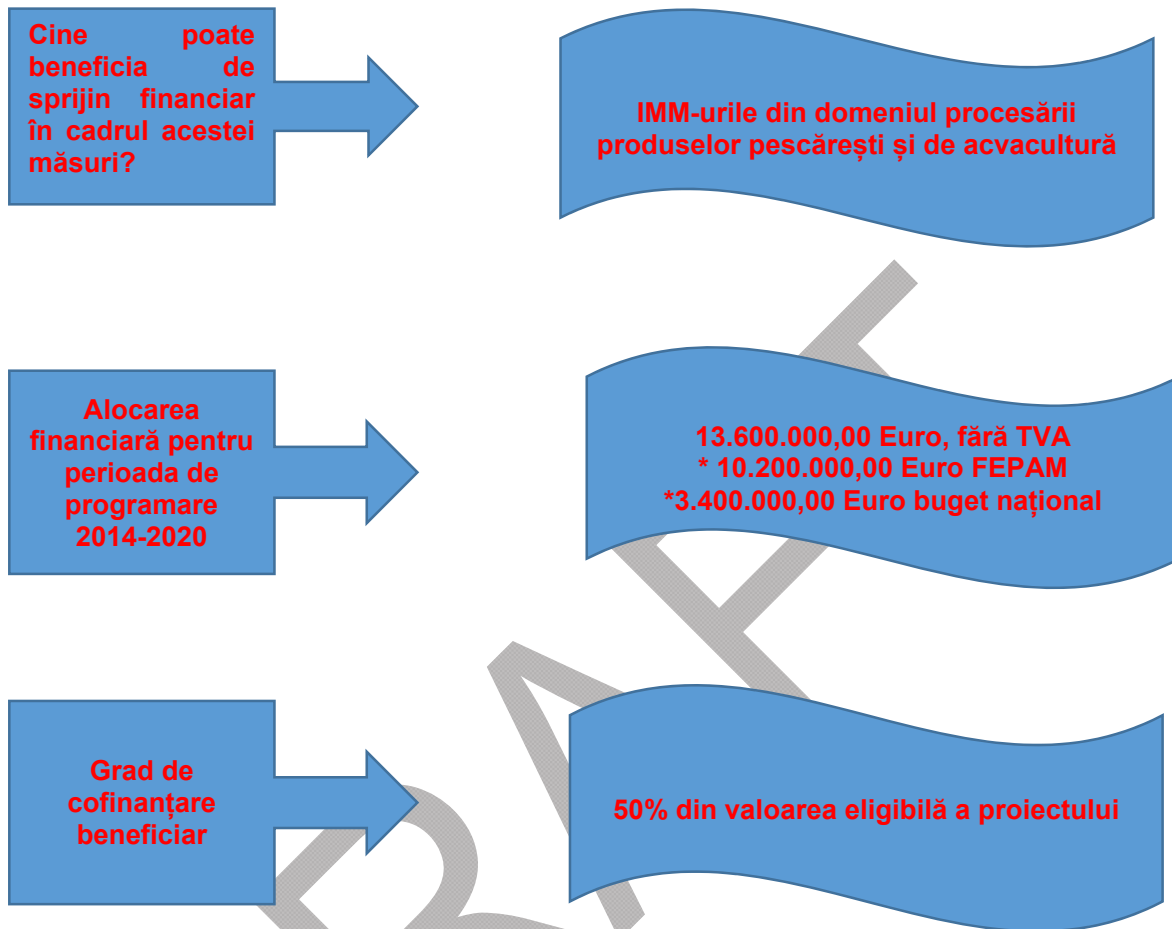 Cine poate
beneficia de
sprijin financiar
în cadrul acestei
măsuri?
IMM-urile din domeniul procesării
produselor pescărești și de acvacultură
Alocarea
financiară pentru
perioada de
programare
2014-2020
13.600.000,00 Euro, fără TVA
* 10.200.000,00 Euro FEPAM
*3.400.000,00 Euro buget național
Grad de
cofinanțare
beneficiar
50% din valoarea eligibilă a proiectului